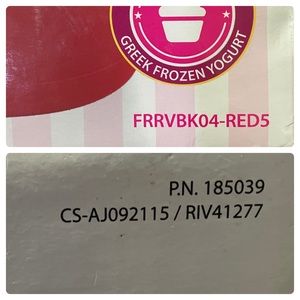 GREEK FROZEN YOGURT
FRRVBK04-RED5
P.N. 185039
CS-AJ092115 / RIV41277